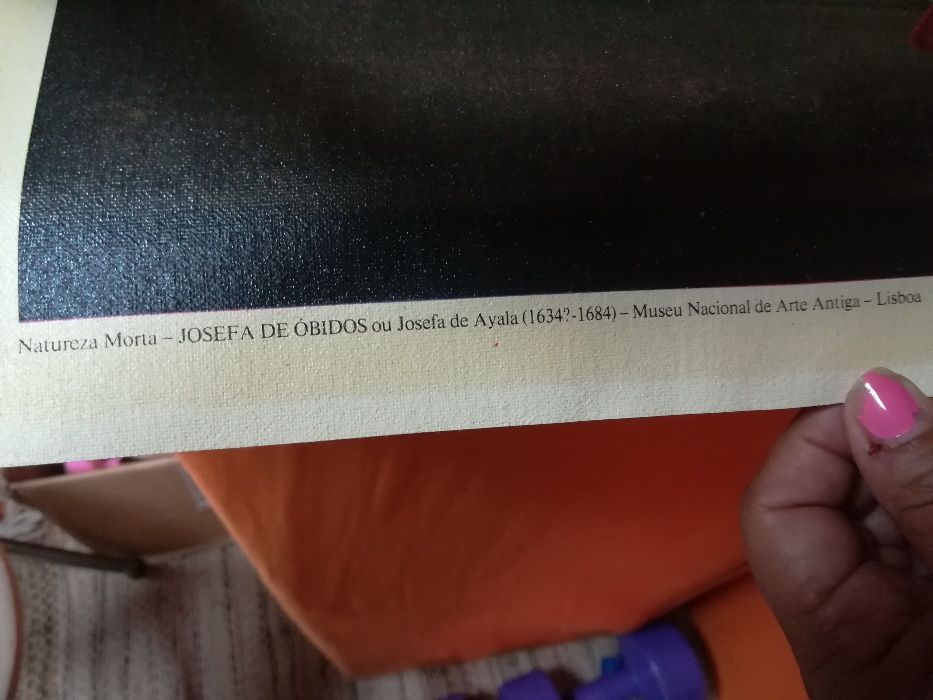 Natureza Morta – JOSEFA DE ÓBIDOS ou Josefa de Ayala (1634?-1684) – Museu Nacional de Arte Antiga – Lisboa